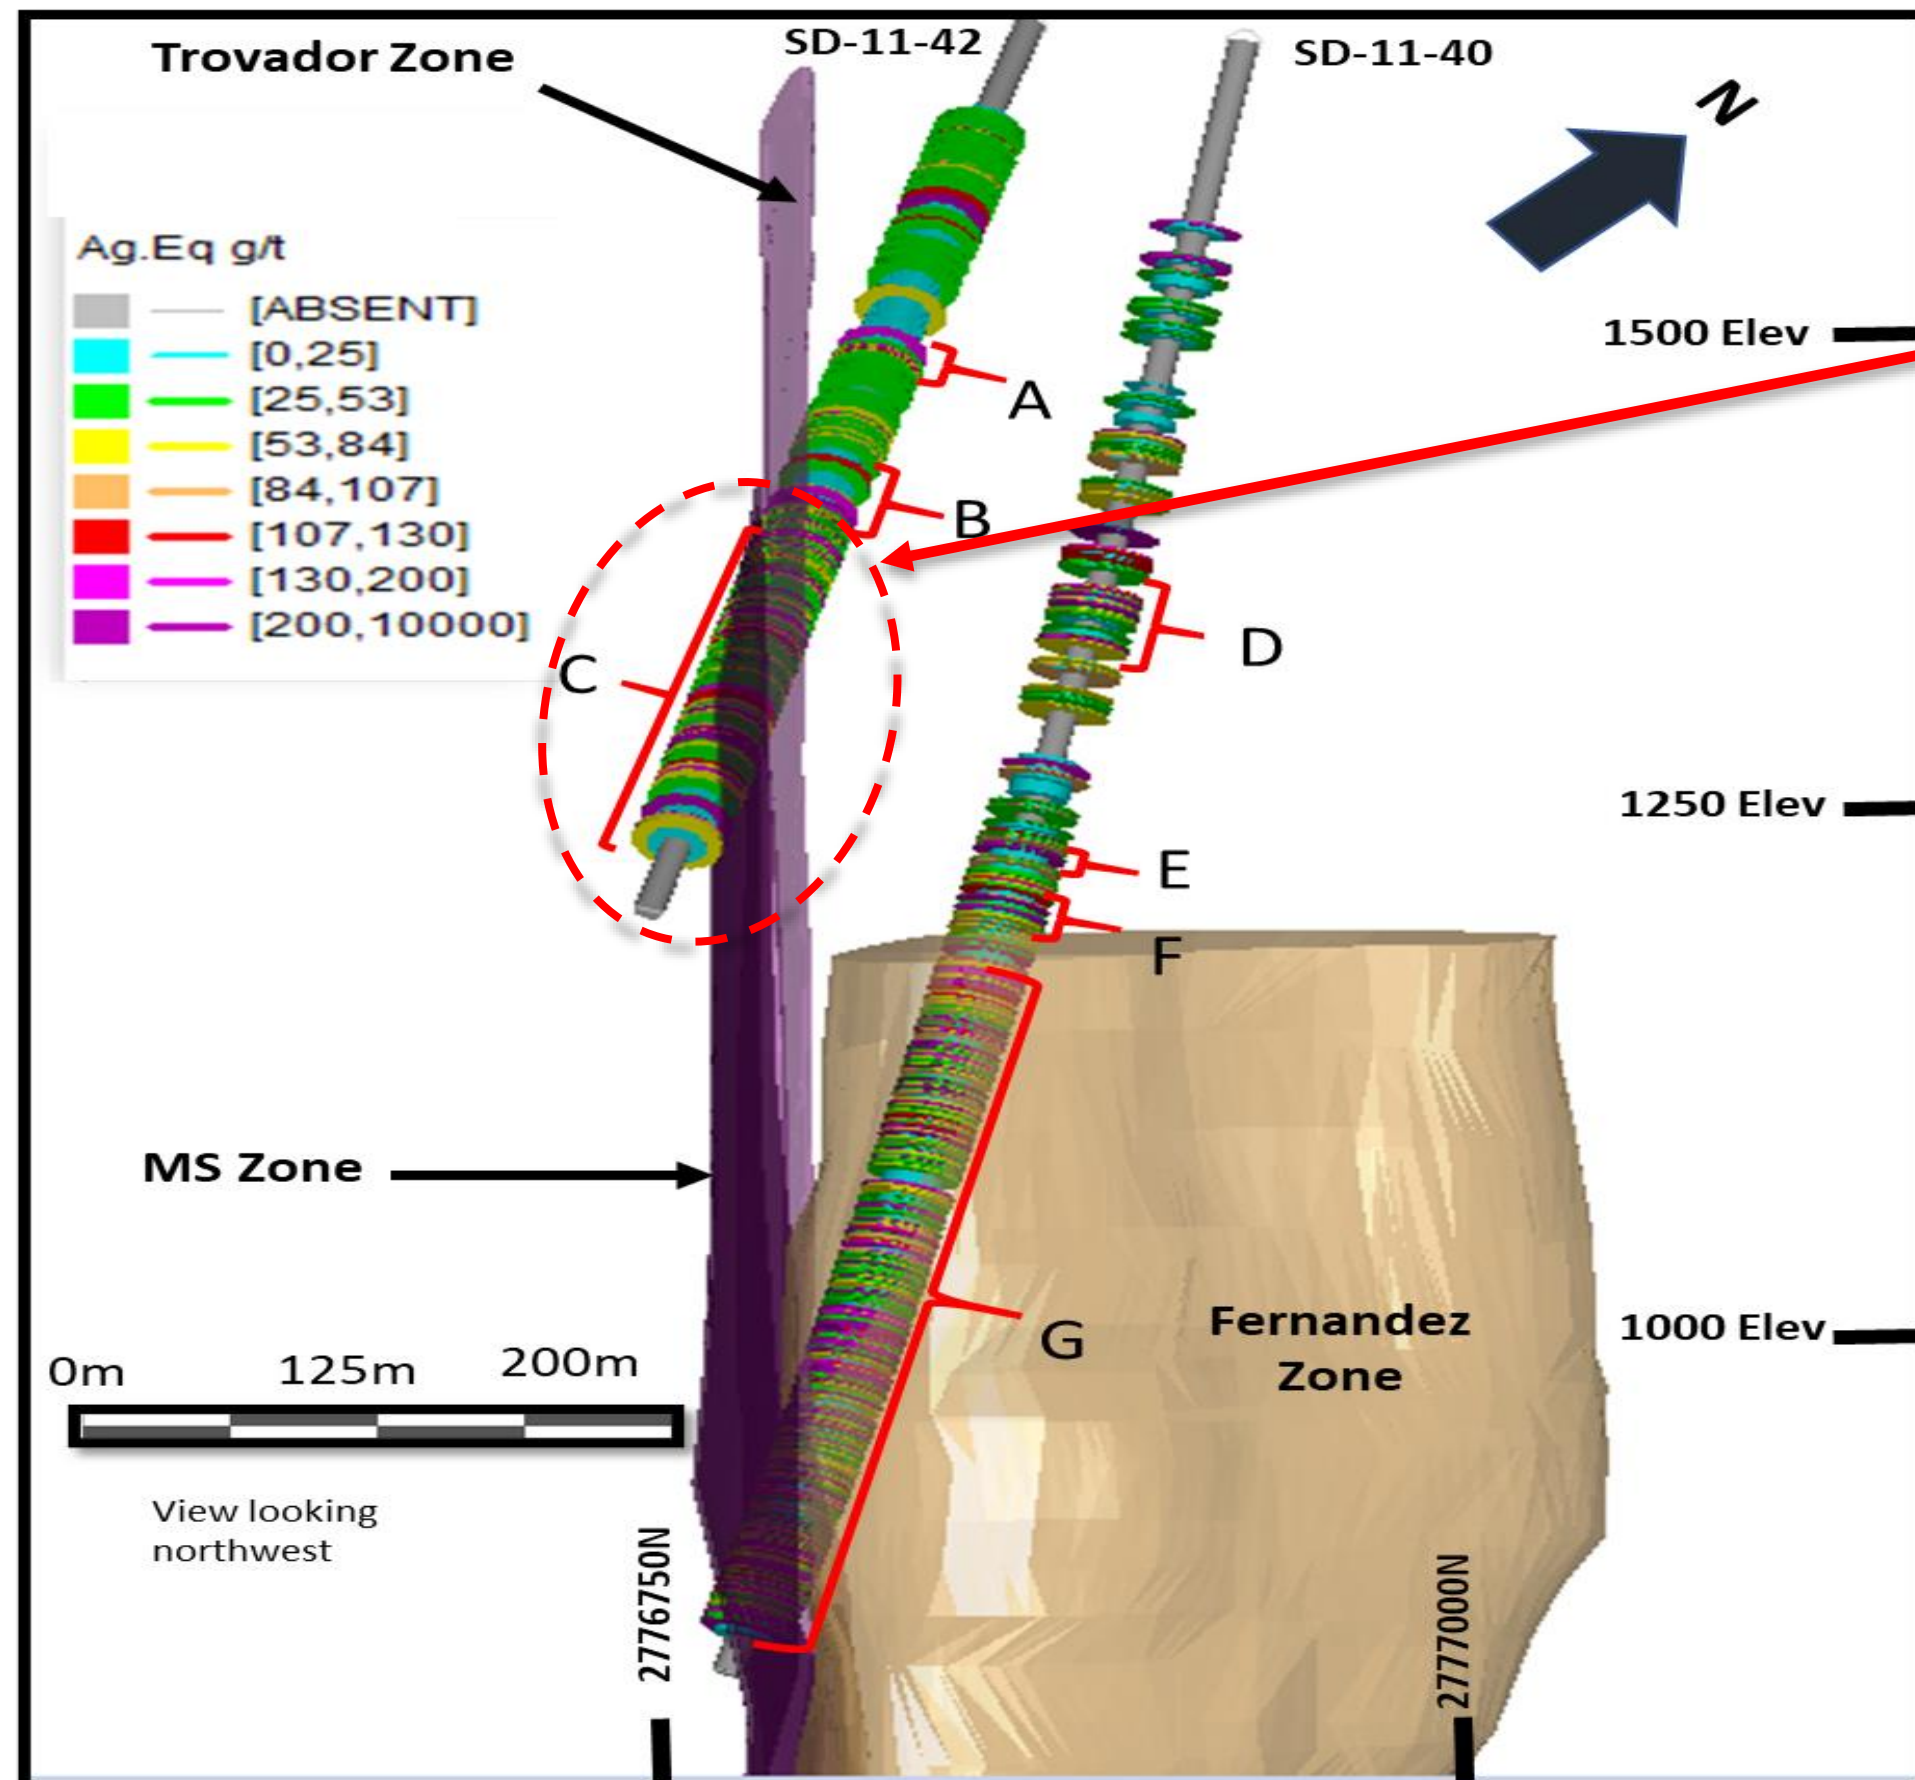 Trovador Zone
SD-11-42
SD-11-40
N
Ag.Eq g/t
[ABSENT]
[0,25]
[25,53]
[53,84]
[84,107]
[107,130]
[130,200]
[200,10000]
1500 Elev
A
B
C
D
1250 Elev
E
F
MS Zone
G
Fernandez
Zone
1000 Elev
0m 125m 200m
View looking
northwest
2776750N
2777000N